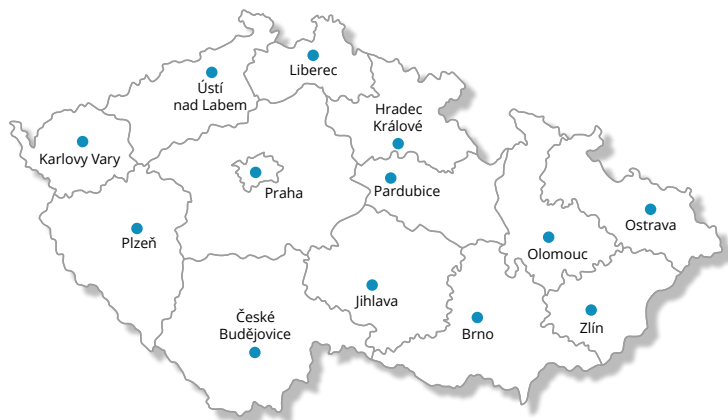 Liberec
Ústí
nad Labem
Hradec
Králové
Karlovy Vary
Praha
Pardubice
Plzeň
Olomouc
Ostrava
Jihlava
České
Budějovice
Brno
Zlín